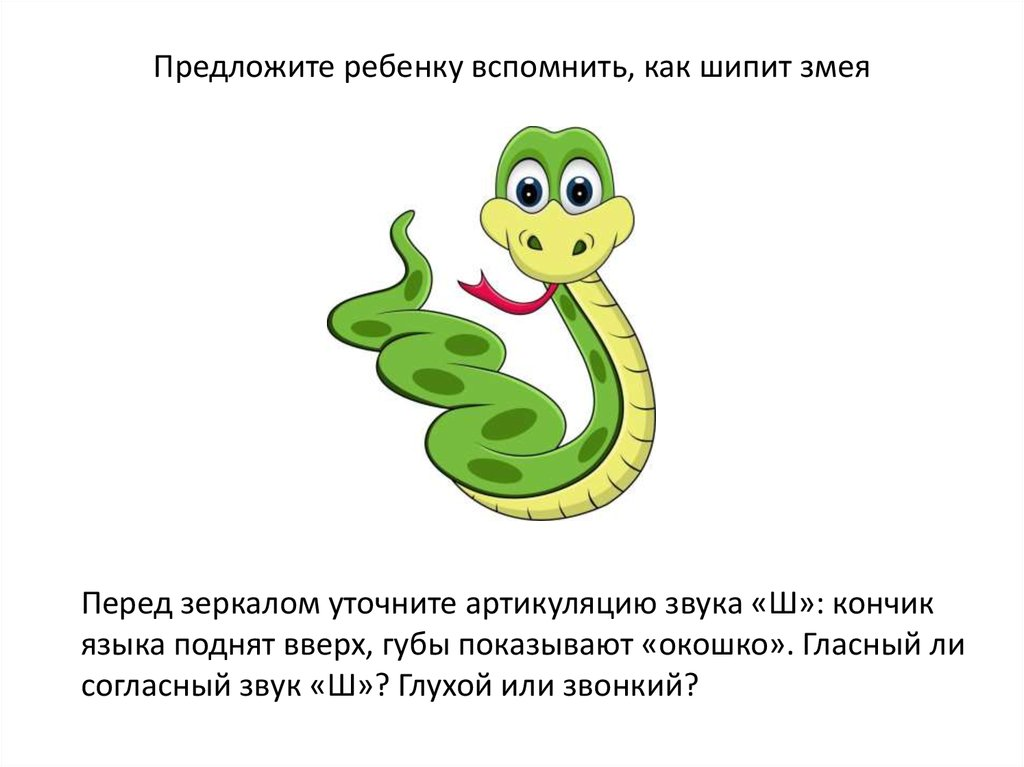 Предложите ребенку вспомнить, как шипит змея
Перед зеркалом уточните артикуляцию звука «Ш»: кончик
языка поднят вверх, губы показывают «окошко». Гласный ли
согласный звук «Ш»? Глухой или звонкий?